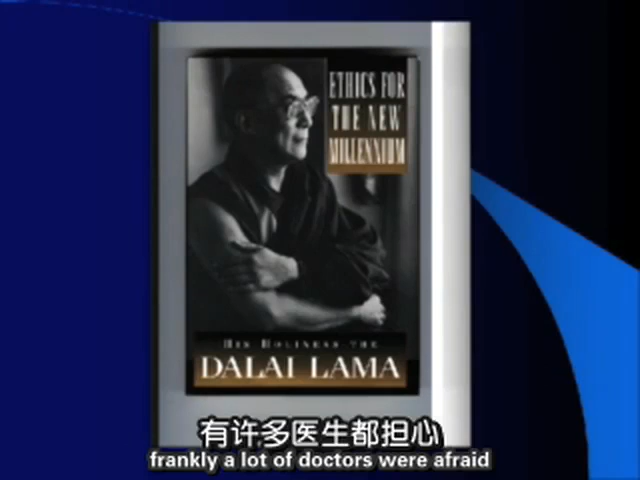 ETHICS FOR
THE NEW
MILLENNIUM
HIS HOLINESS THE
DALAI LAMA
有许多医生都担心
frankly a lot of doctors were afraid